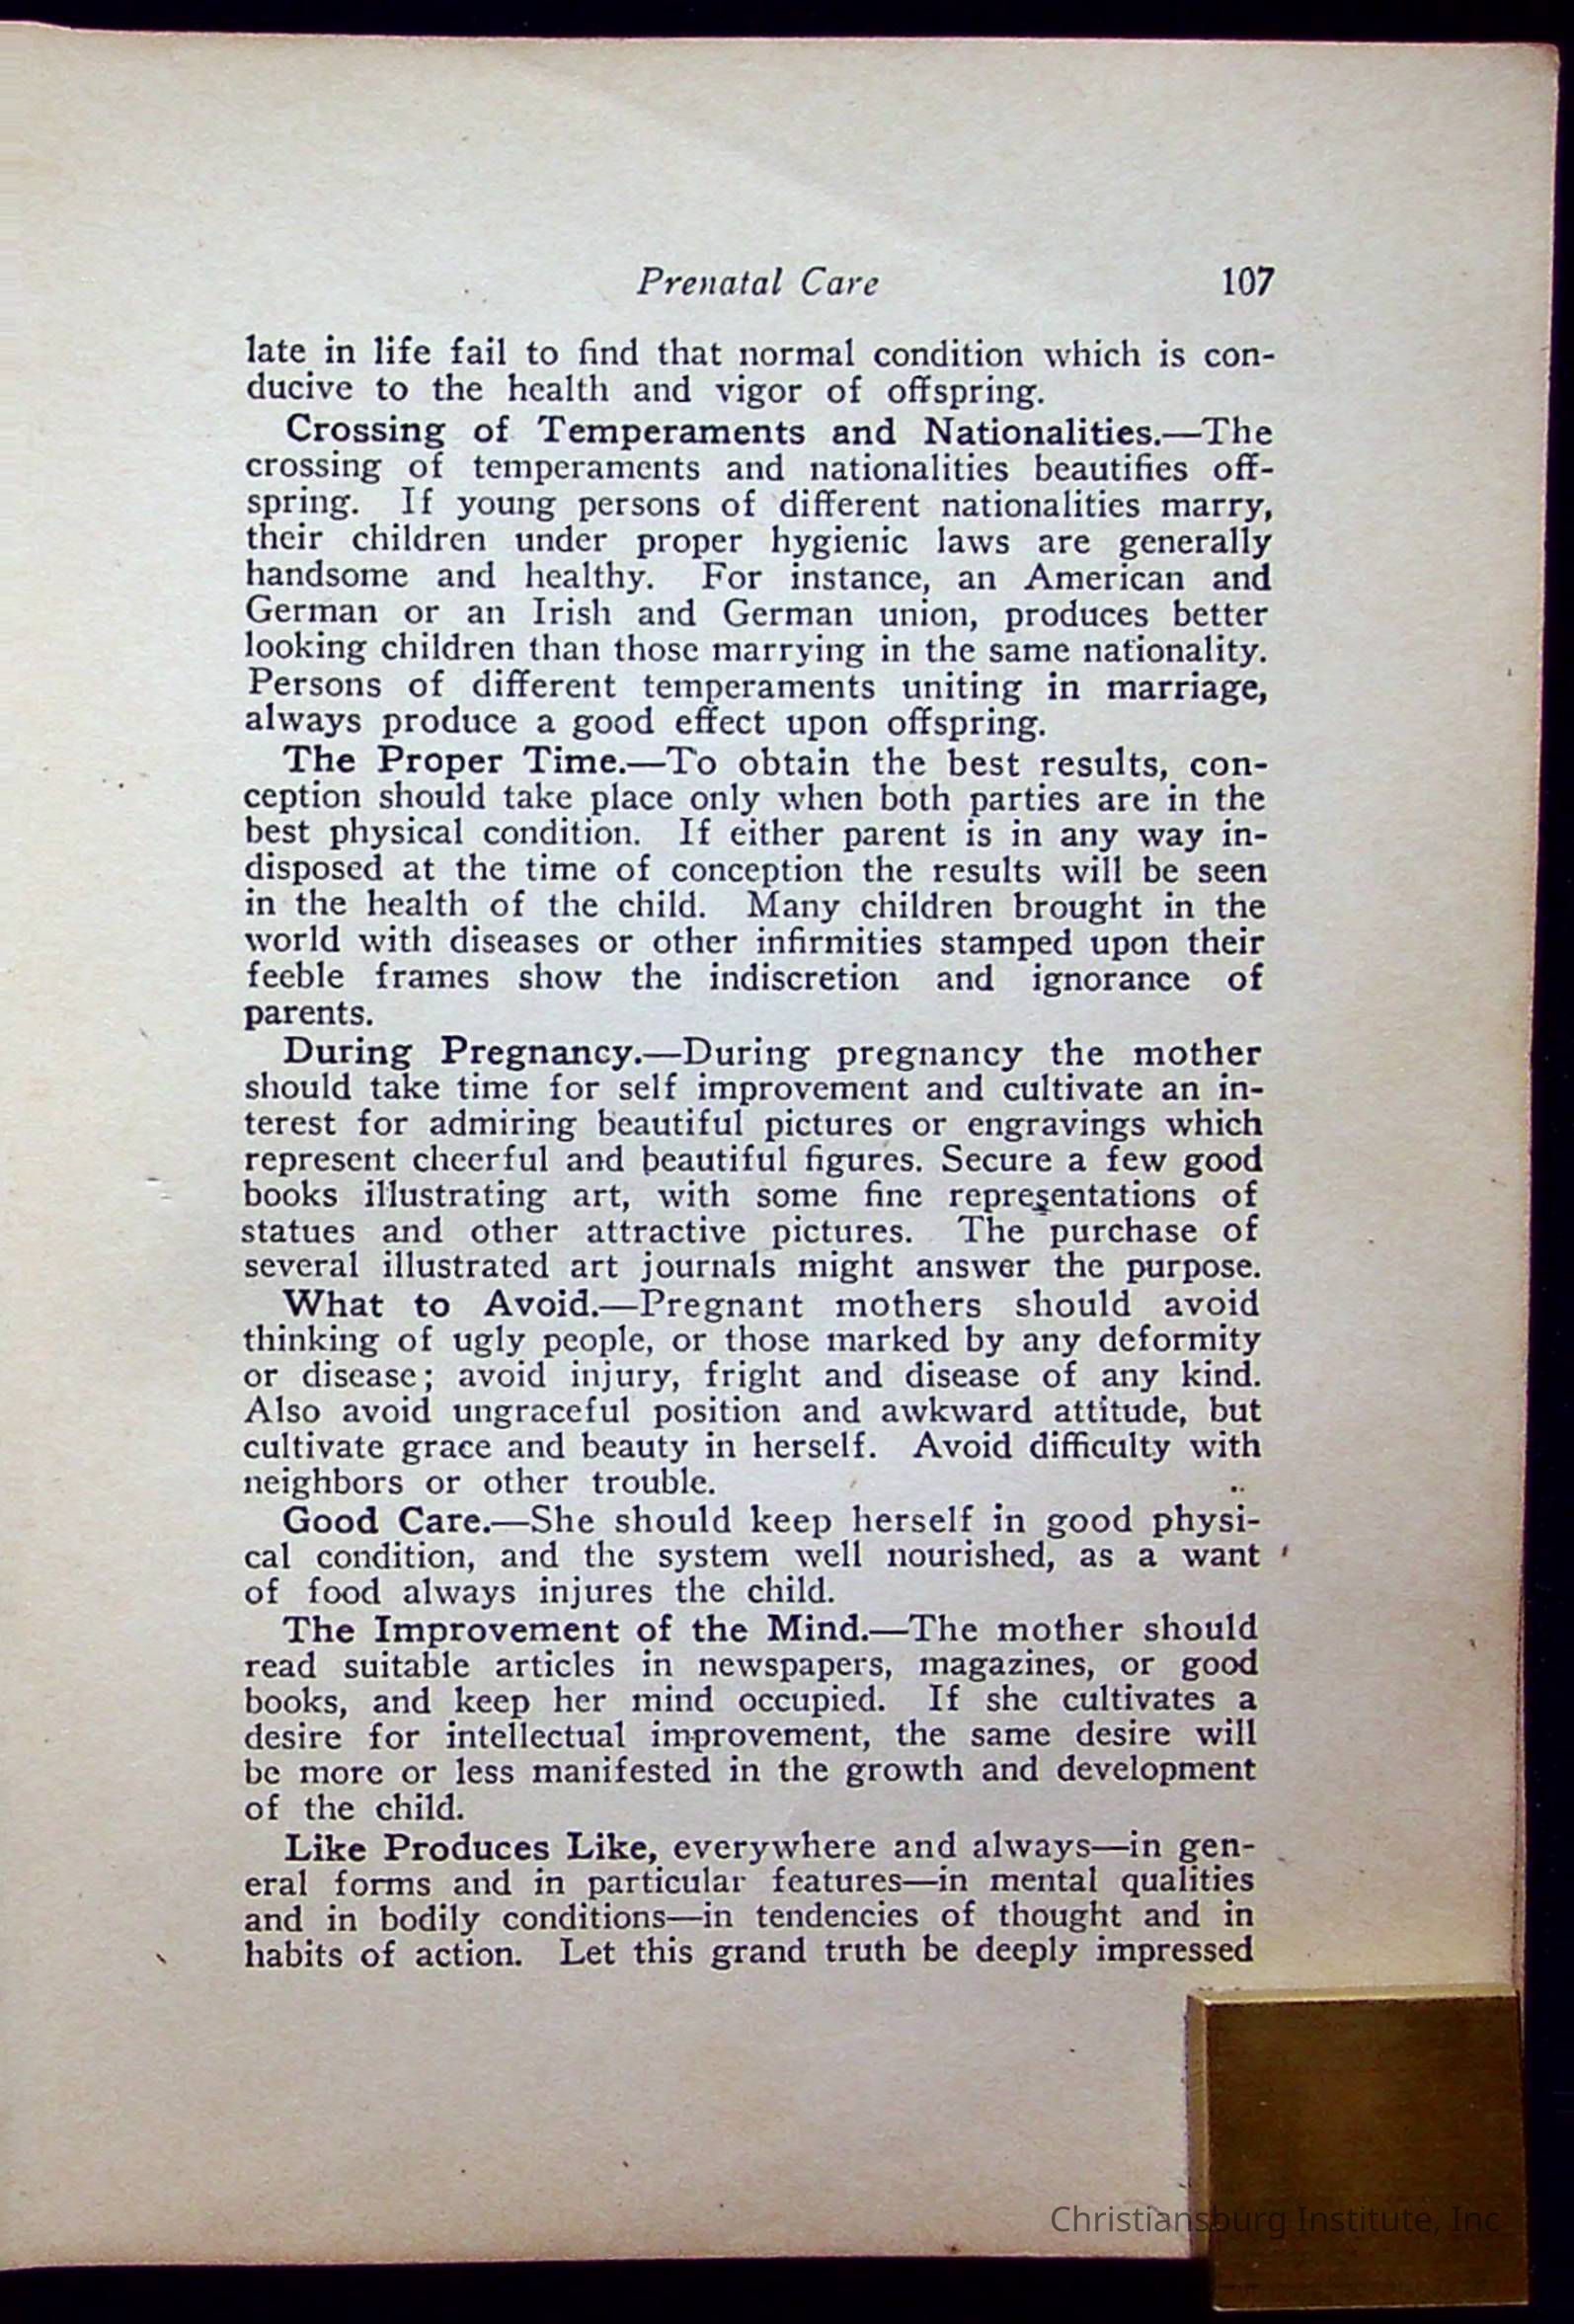 Prenatal Care 107
late in life fail to find that normal condition which is con-
ducive to the health and vigor of offspring.
Crossing of Temperaments and Nationalities.—The
crossing of temperaments and nationalities beautifies off-
spring. If young persons of different nationalities marry,
their children under proper hygienic laws are generally
handsome and healthy. For instance, an American and
German or an Irish and German union, produces better
looking children than those marrying in the same nationality.
Persons of different temperaments uniting in marriage,
always produce a good effect upon offspring.
The Proper Time.—To obtain the best results, con-
ception should take place only when both parties are in the
best physical condition. If either parent is in any way in-
disposed at the time of conception the results will be seen
in the health of the child. Many children brought in the
world with diseases or other infirmities stamped upon their
feeble frames show the indiscretion and ignorance of
parents.
During Pregnancy.—During pregnancy the mother
should take time for self improvement and cultivate an in-
terest for admiring beautiful pictures or engravings which
represent cheerful and beautiful figures. Secure a few good
books illustrating art, with some fine representations of
statues and other attractive pictures. The purchase of
several illustrated art journals might answer the purpose.
What to Avoid.—Pregnant mothers should avoid
thinking of ugly people, or those marked by any deformity
or disease; avoid injury, fright and disease of any kind.
Also avoid ungraceful position and awkward attitude, but
cultivate grace and beauty in herself. Avoid difficulty with
neighbors or other trouble.
Good Care.—She should keep herself in good physi-
cal condition, and the system well nourished, as a want
of food always injures the child.
The Improvement of the Mind.—The mother should
read suitable articles in newspapers, magazines, or good
books, and keep her mind occupied. If she cultivates a
desire for intellectual improvement, the same desire will
be more or less manifested in the growth and development
of the child.
Like Produces Like, everywhere and always—in gen-
eral forms and in particular features—in mental qualities
and in bodily conditions—in tendencies of thought and in
habits of action. Let this grand truth be deeply impressed
Christiansburg Institute, Inc